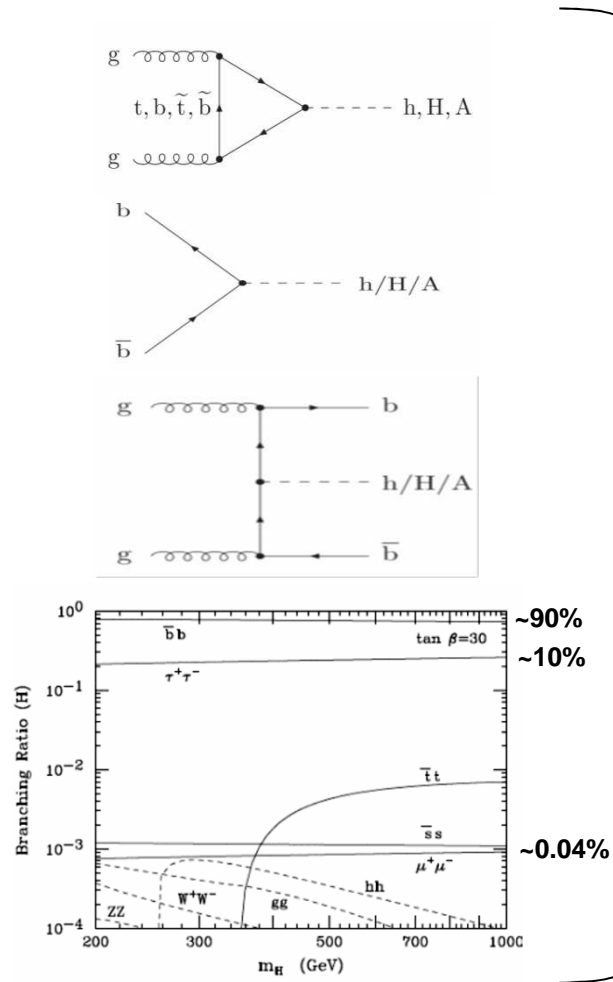 g
t, b, t̃, b̃
h, H, A
g
b
h/H/A
b̅
g
b
h/H/A
g
b̅
10⁰
b̅b
tan β=30
~90%
τ⁺τ⁻
~10%
10⁻¹
Branching Ratio (H)
10⁻²
t̅t
10⁻³
s̅s
~0.04%
μ⁺μ⁻
hh
W⁺W⁻
gg
ZZ
10⁻⁴
200
300
500
700
1000
m_H (GeV)